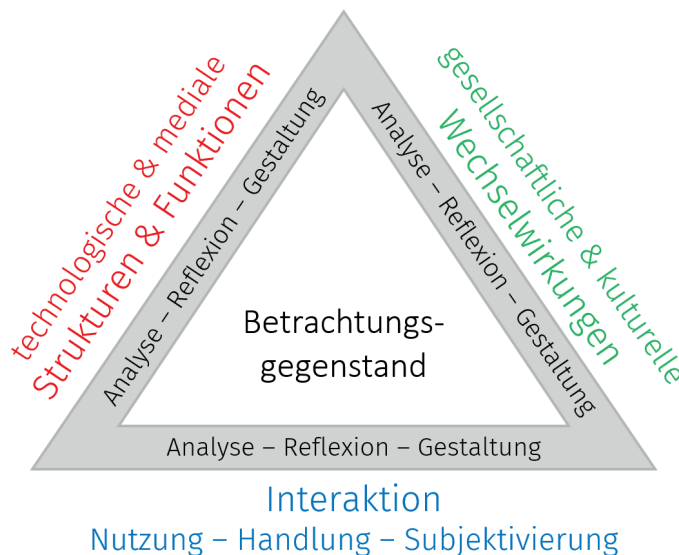 technologische & mediale
Strukturen & Funktionen
Analyse – Reflexion – Gestaltung
gesellschaftliche & kulturelle
Wechselwirkungen
Analyse – Reflexion – Gestaltung
Betrachtungs-
gegenstand
Analyse – Reflexion – Gestaltung
Interaktion
Nutzung – Handlung – Subjektivierung